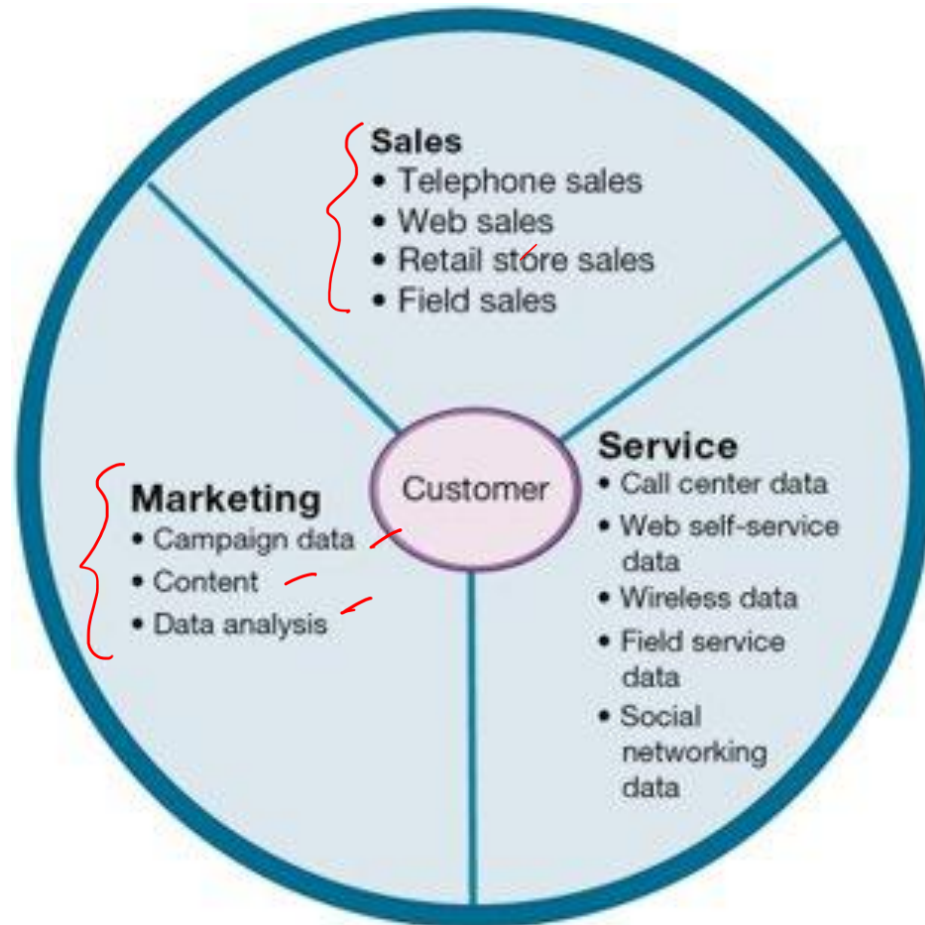 Sales
• Telephone sales
• Web sales
• Retail store sales
• Field sales
Customer
Marketing
• Campaign data
• Content
• Data analysis
Service
• Call center data
• Web self-service
data
• Wireless data
• Field service
data
• Social
networking
data